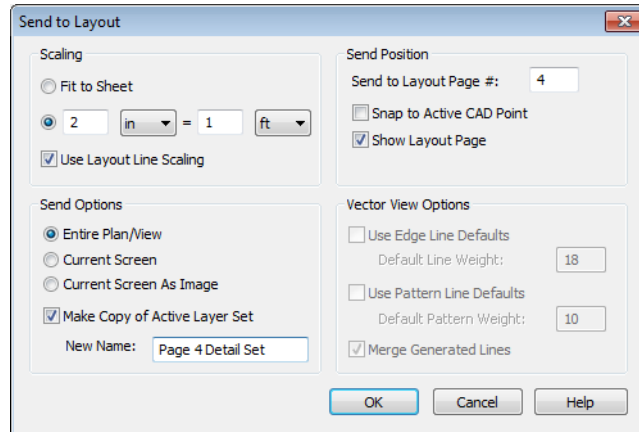 Send to Layout
Scaling
Fit to Sheet
2 in = 1 ft
Use Layout Line Scaling
Send Position
Send to Layout Page #: 4
Snap to Active CAD Point
Show Layout Page
Send Options
Entire Plan/View
Current Screen
Current Screen As Image
Make Copy of Active Layer Set
New Name: Page 4 Detail Set
Vector View Options
Use Edge Line Defaults
Default Line Weight: 18
Use Pattern Line Defaults
Default Pattern Weight: 10
Merge Generated Lines
OK Cancel Help